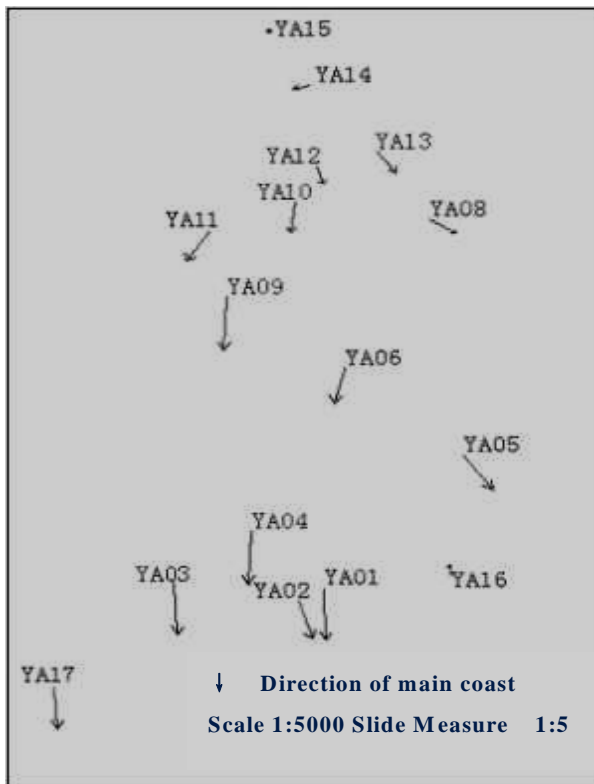 YA15
YA14
YA13
YA12
YA10
YA11
YA08
YA09
YA06
YA05
YA04
YA03
YA02
YA01
YA16
YA17
Direction of main coast
Scale 1:5000 Slide Measure 1:5